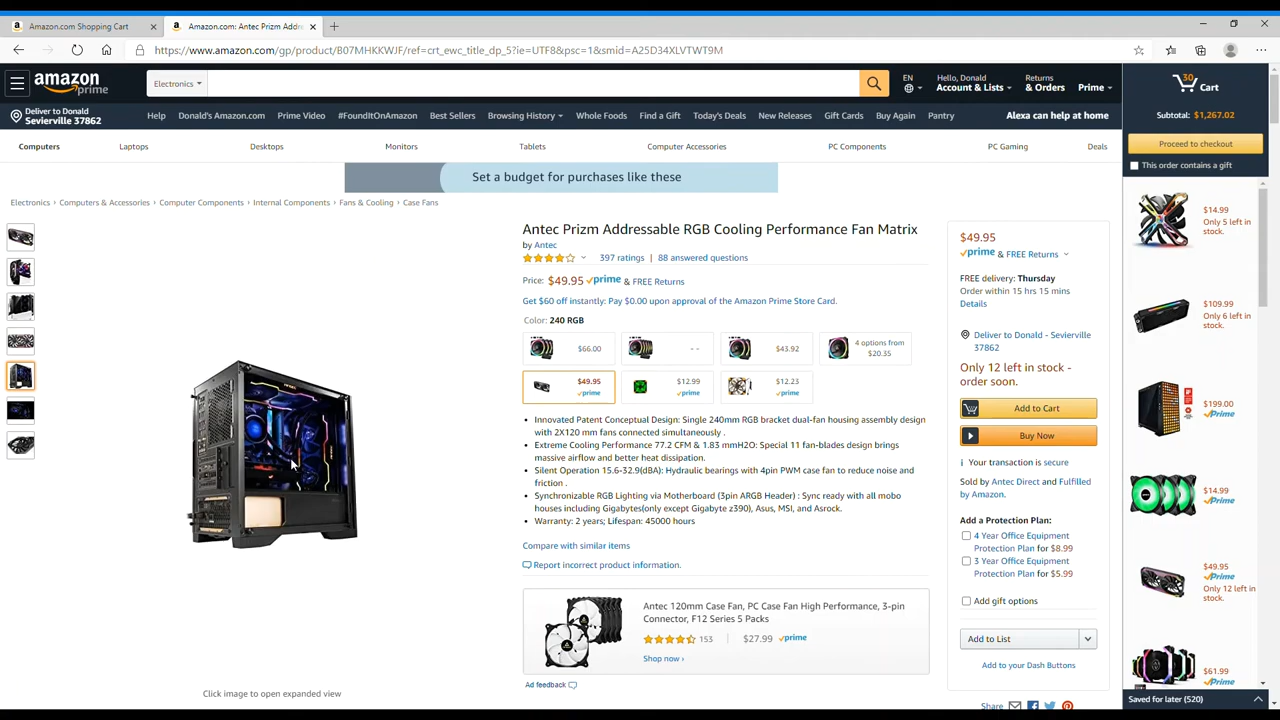 Amazon.com Shopping Cart
Amazon.com: Antec Prizm Addre
https://www.amazon.com/gp/product/B07MHKKWJF/ref=crt_ewc_title_dp_5?ie=UTF8&psc=1&smid=A25D34XLVTWT9M
amazon prime
Electronics
EN
Hello, Donald
Account & Lists
Returns
& Orders
Prime
30
Cart
Deliver to Donald
Sevierville 37862
Help
Donald's Amazon.com
Prime Video
#FoundItOnAmazon
Best Sellers
Browsing History
Whole Foods
Find a Gift
Today's Deals
New Releases
Gift Cards
Buy Again
Pantry
Alexa can help at home
Subtotal: $1,267.02
Proceed to checkout
This order contains a gift
Computers
Laptops
Desktops
Monitors
Tablets
Computer Accessories
PC Components
PC Gaming
Deals
Set a budget for purchases like these
Electronics › Computers & Accessories › Computer Components › Internal Components › Fans & Cooling › Case Fans
Antec Prizm Addressable RGB Cooling Performance Fan Matrix
by Antec
397 ratings | 88 answered questions
Price: $49.95 prime & FREE Returns
Get $60 off instantly: Pay $0.00 upon approval of the Amazon Prime Store Card.
Color: 240 RGB
$66.00
- -
$43.92
4 options from
$20.35
$49.95
prime
$12.99
prime
$12.23
prime
• Innovated Patent Conceptual Design: Single 240mm RGB bracket dual-fan housing assembly design
with 2X120 mm fans connected simultaneously .
• Extreme Cooling Performance 77.2 CFM & 1.83 mmH2O: Special 11 fan-blades design brings
massive airflow and better heat dissipation.
• Silent Operation 15.6-32.9(dBA): Hydraulic bearings with 4pin PWM case fan to reduce noise and
friction .
• Synchronizable RGB Lighting via Motherboard (3pin ARGB Header) : Sync ready with all mobo
houses including Gigabytes(only except Gigabyte z390), Asus, MSI, and Asrock.
• Warranty: 2 years; Lifespan: 45000 hours
Compare with similar items
Report incorrect product information.
Antec 120mm Case Fan, PC Case Fan High Performance, 3-pin
Connector, F12 Series 5 Packs
153 | $27.99 prime
Shop now ›
Ad feedback
Click image to open expanded view
$49.95
prime & FREE Returns
FREE delivery: Thursday
Order within 15 hrs 15 mins
Details
Deliver to Donald - Sevierville
37862
Only 12 left in stock -
order soon.
Add to Cart
Buy Now
Your transaction is secure
Sold by Antec Direct and Fulfilled
by Amazon.
Add a Protection Plan:
4 Year Office Equipment
Protection Plan for $8.99
3 Year Office Equipment
Protection Plan for $5.99
Add gift options
Add to List
Add to your Dash Buttons
Share
$14.99
Only 5 left in
stock.
$109.99
Only 6 left in
stock.
$199.00
Prime
$14.99
Prime
$49.95
Prime
Only 12 left in
stock.
$61.99
Prime
Saved for later (520)